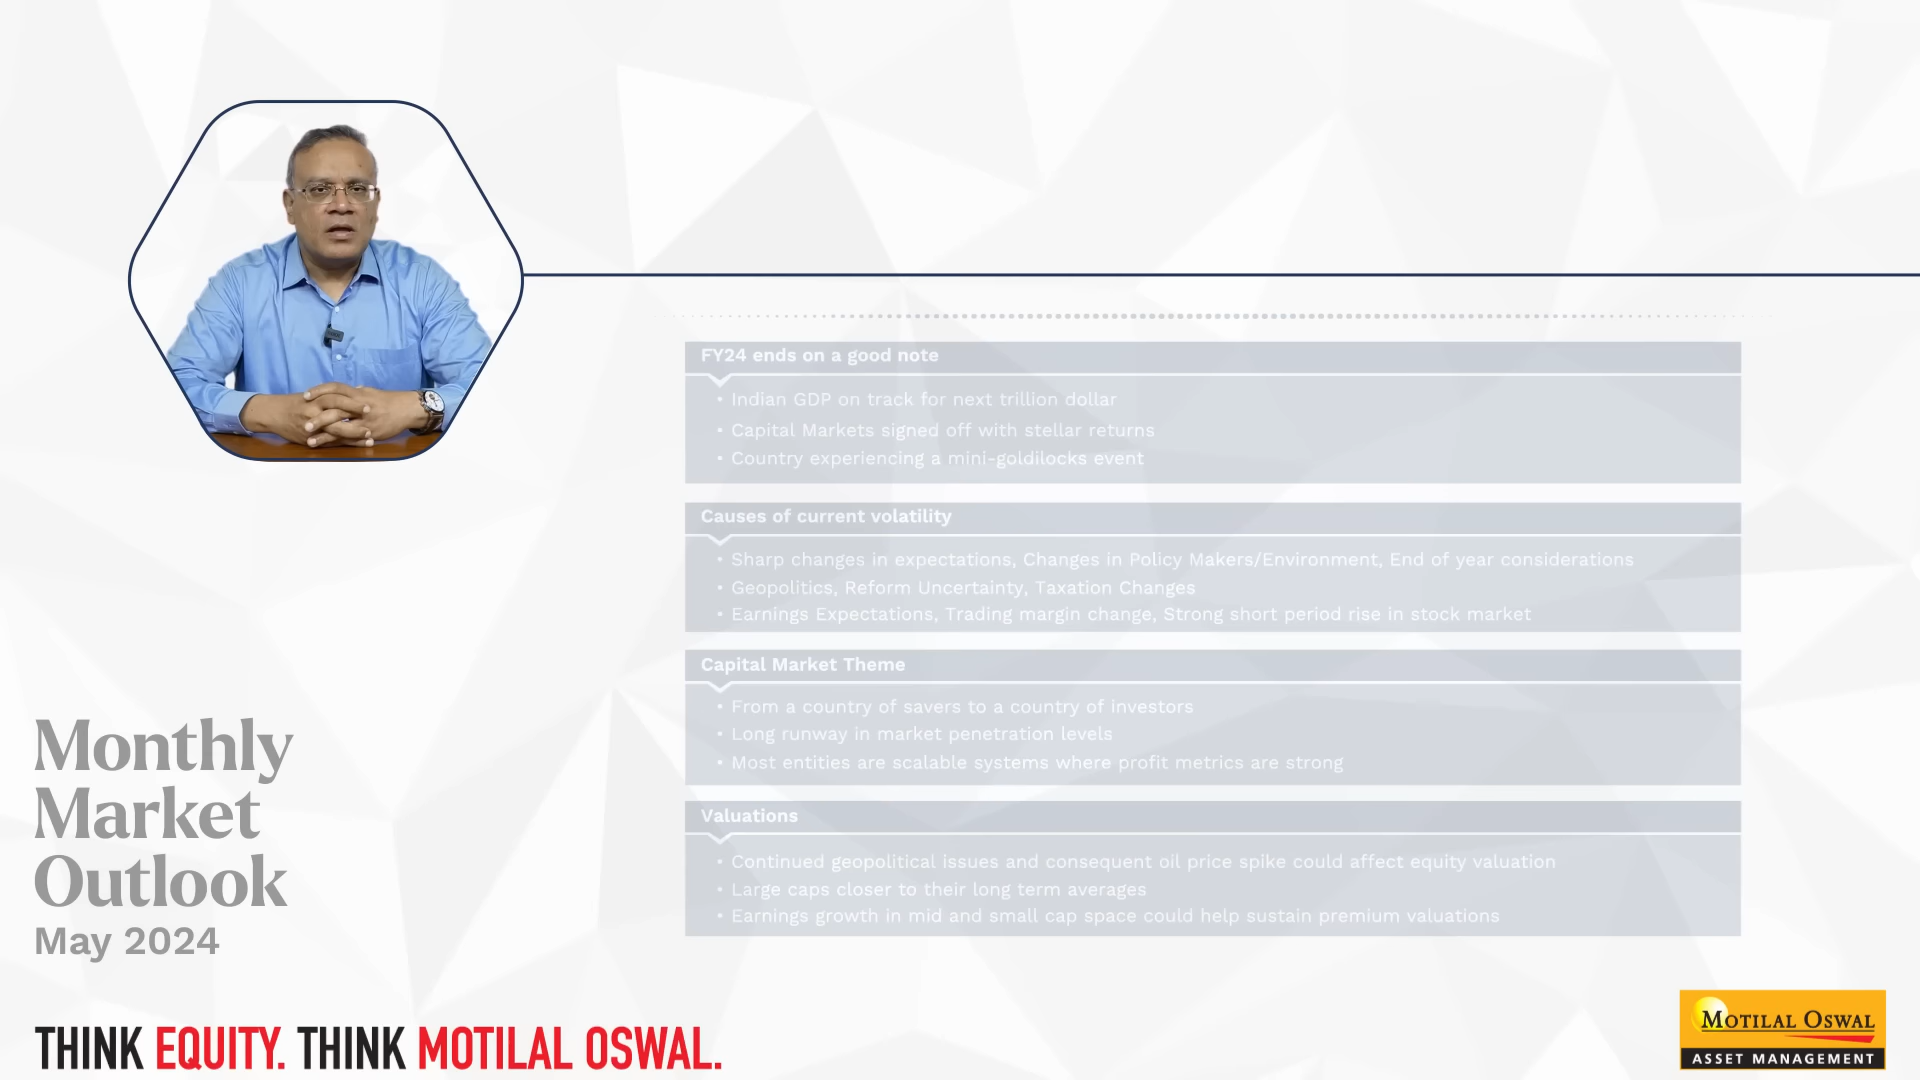 FY24 ends on a good note
• Indian GDP on track for next trillion dollar
• Capital Markets signed off with stellar returns
• Country experiencing a mini-goldilocks event
Causes of current volatility
• Sharp changes in expectations, Changes in Policy Makers/Environment, End of year considerations
• Geopolitics, Reform Uncertainty, Taxation Changes
• Earnings Expectations, Trading margin change, Strong short period rise in stock market
Capital Market Theme
• From a country of savers to a country of investors
• Long runway in market penetration levels
• Most entities are scalable systems where profit metrics are strong
Valuations
• Continued geopolitical issues and consequent oil price spike could affect equity valuation
• Large caps closer to their long term averages
• Earnings growth in mid and small cap space could help sustain premium valuations
Monthly
Market
Outlook
May 2024
THINK EQUITY. THINK MOTILAL OSWAL.
MOTILAL OSWAL
ASSET MANAGEMENT